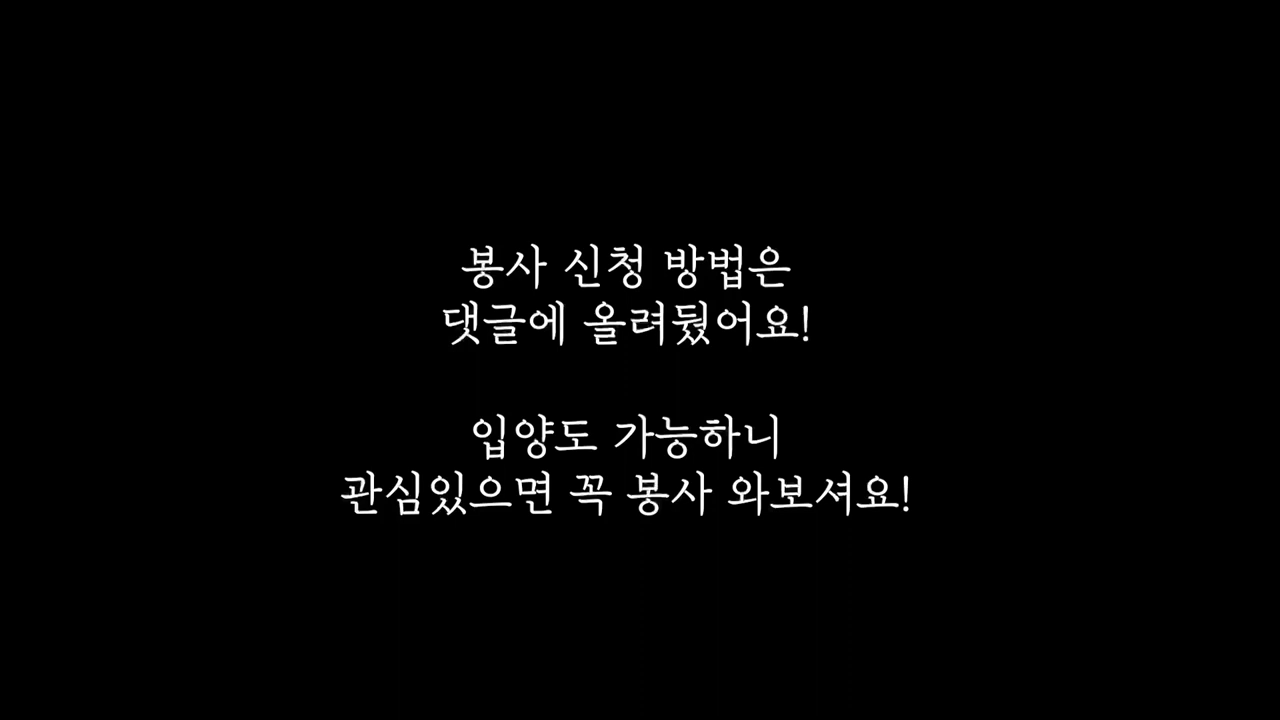 봉사 신청 방법은
댓글에 올려뒀어요!
입양도 가능하니
관심있으면 꼭 봉사 와보셔요!